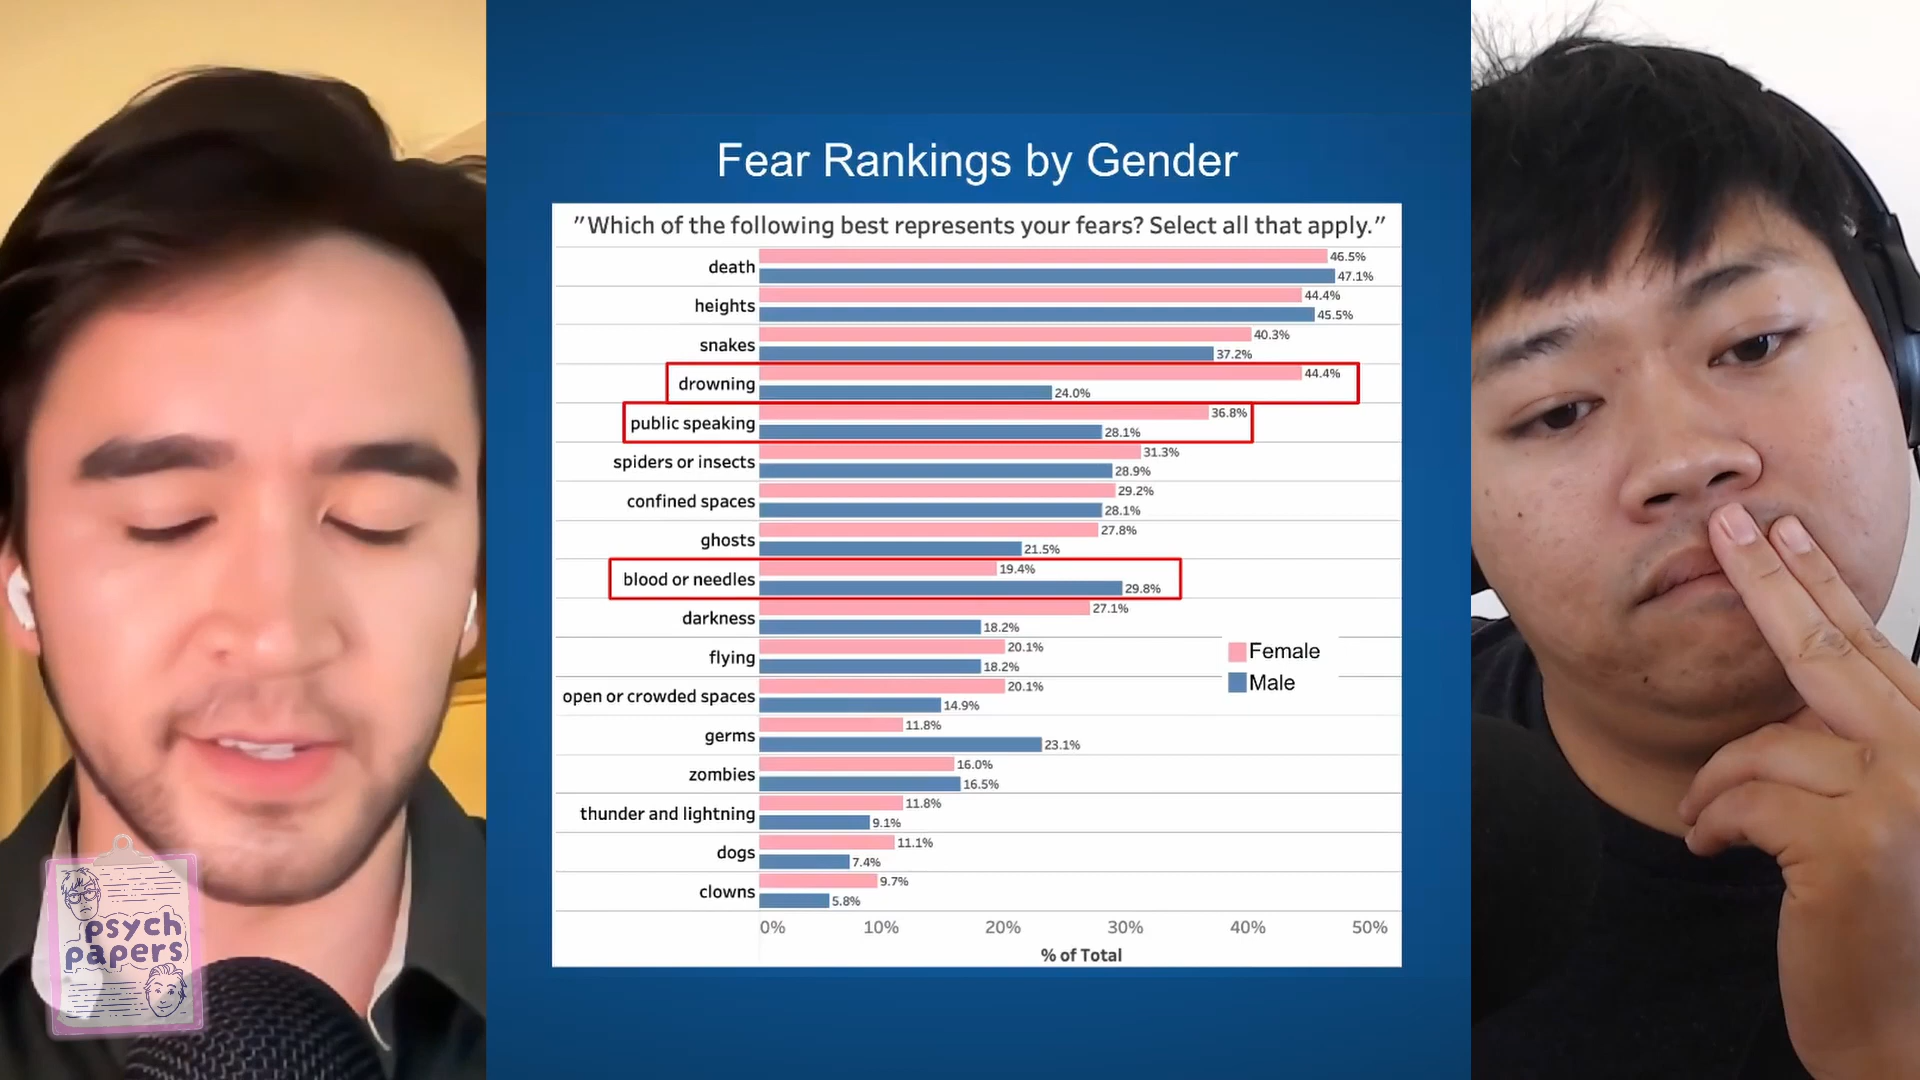 Fear Rankings by Gender
"Which of the following best represents your fears? Select all that apply."
death 46.5%
47.1%
heights 44.4%
45.5%
snakes 40.3%
37.2%
drowning 44.4%
24.0%
public speaking 36.8%
28.1%
spiders or insects 31.3%
28.9%
confined spaces 29.2%
28.1%
ghosts 27.8%
21.5%
blood or needles 19.4%
29.8%
darkness 27.1%
18.2%
flying 20.1%
18.2%
open or crowded spaces 20.1%
14.9%
germs 11.8%
23.1%
zombies 16.0%
16.5%
thunder and lightning 11.8%
9.1%
dogs 11.1%
7.4%
clowns 9.7%
5.8%
Female
Male
0% 10% 20% 30% 40% 50%
% of Total
psych
papers